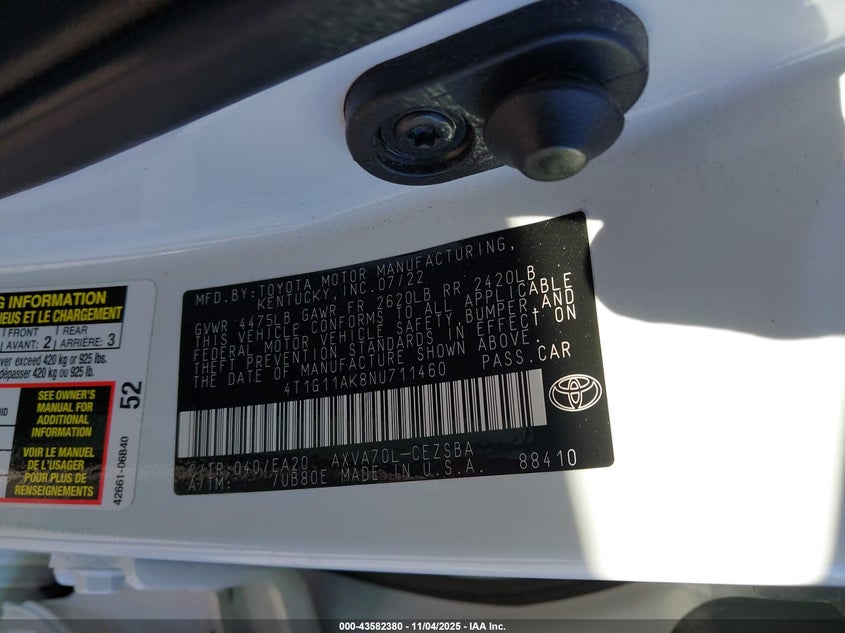 MFD.BY:TOYOTA MOTOR MANUFACTURING,
KENTUCKY, INC. 07/22
GVWR 4475LB GAWR FR 2620LB RR 2420LB
THIS VEHICLE CONFORMS TO ALL APPLICABLE
FEDERAL MOTOR VEHICLE SAFETY, BUMPER, AND
THEFT PREVENTION STANDARDS IN EFFECT ON
THE DATE OF MANUFACTURE SHOWN ABOVE.
4T1G11AK8NU711460 PASS.CAR
C/TR:040/EA20 AXVA70L-CEZSBA
A/TM: 7UB80E MADE IN U.S.A. 88410
INFORMATION
ET LE CHARGEMENT
FRONT REAR
AVANT: 2 ARRIÈRE: 3
exceed 420 kg or 925 lbs.
dépasser 420 kg ou 925 lb.
SEE OWNER'S
MANUAL FOR
ADDITIONAL
INFORMATION
VOIR LE MANUEL
DE L'USAGER
POUR PLUS DE
RENSEIGNEMENTS
52
42661-06B40
000-43582380 - 11/04/2025 - IAA Inc.